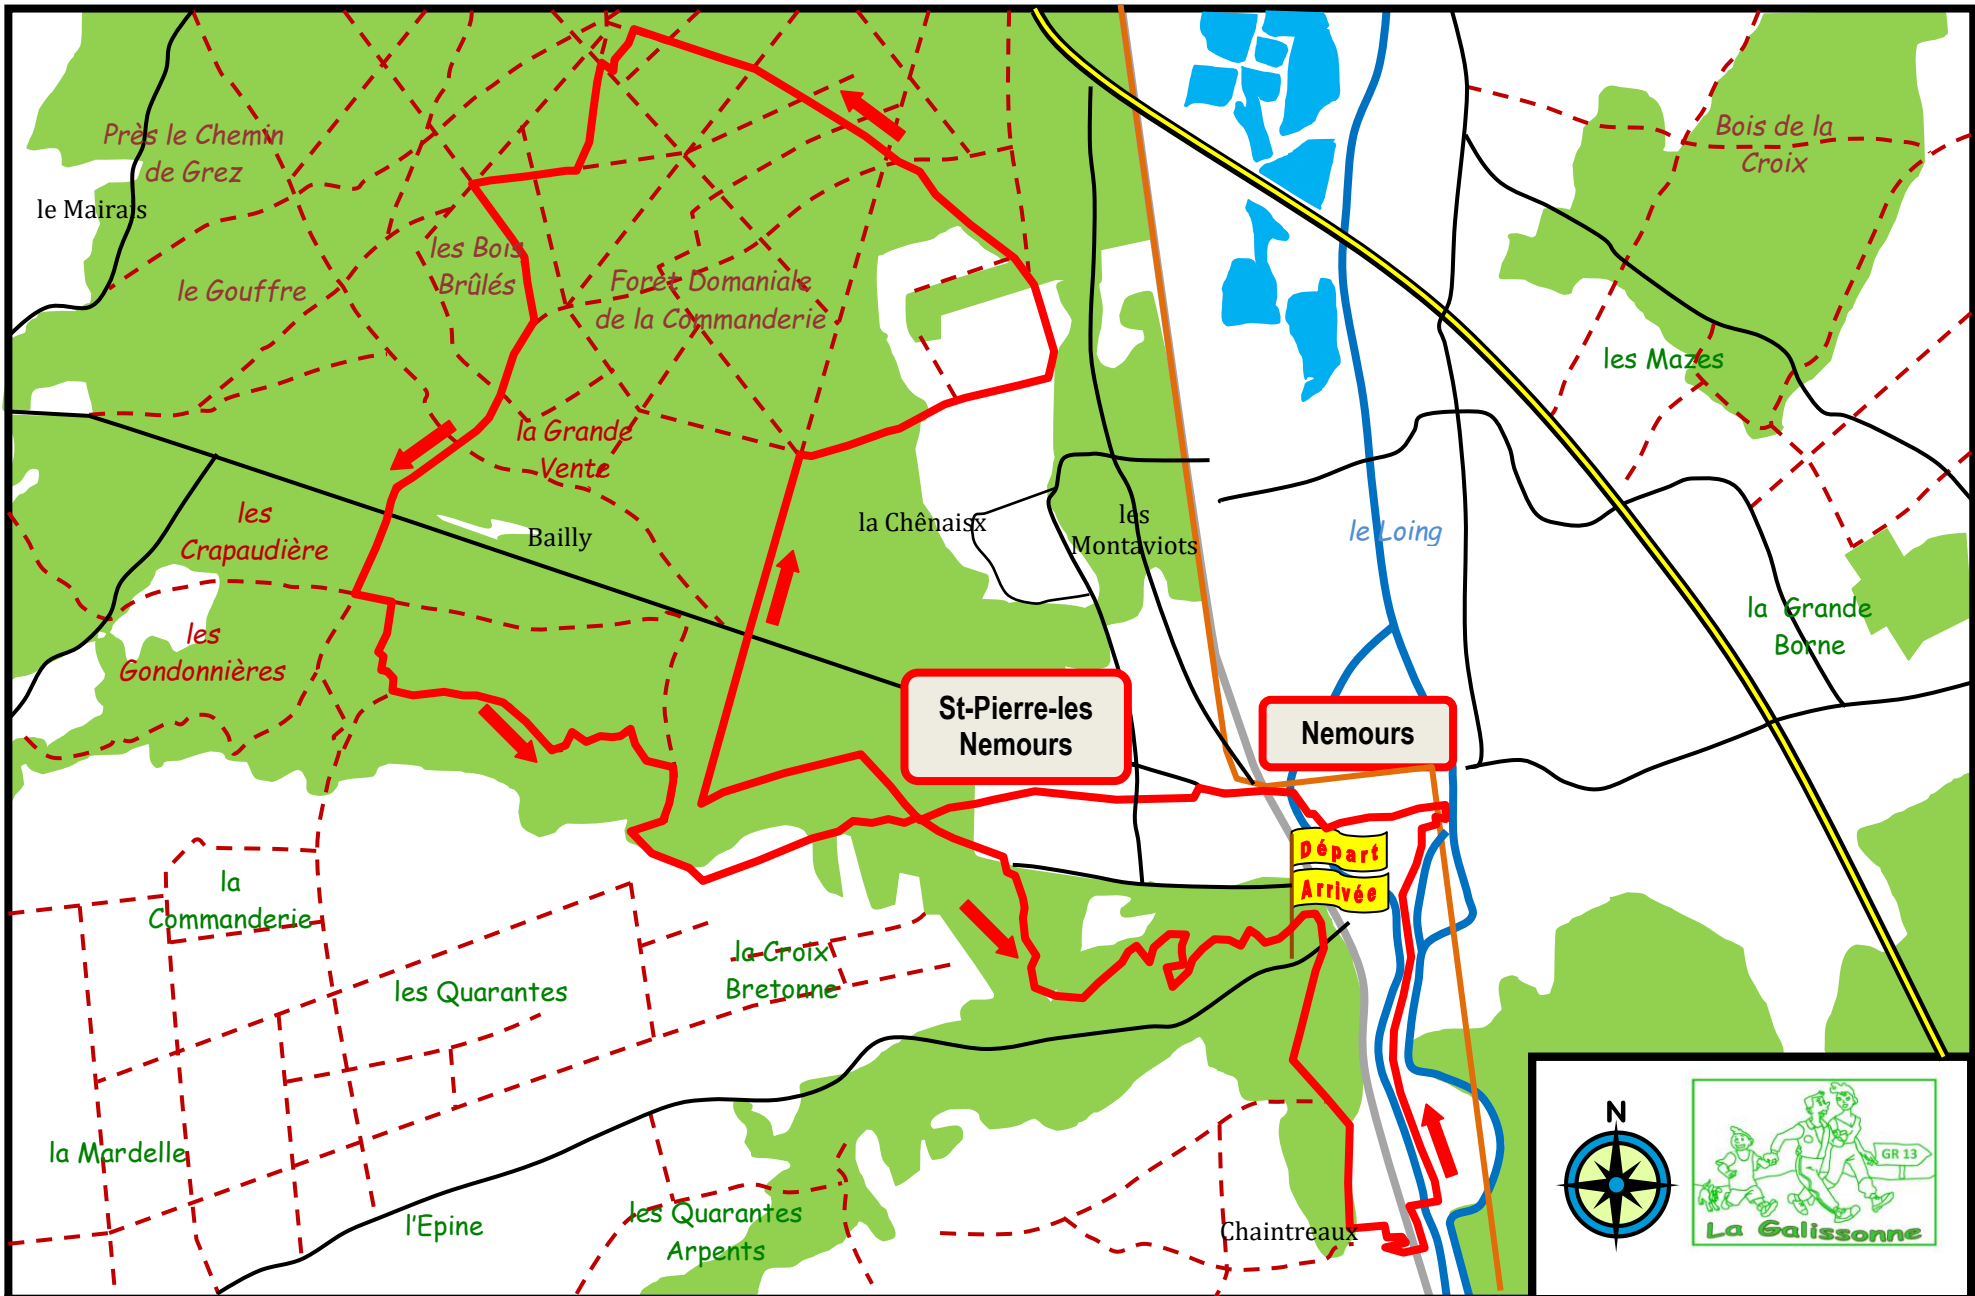 Près le Chemin
de Grez
le Mairais
le Gouffre
les Bois
Brûlés
Forêt Domaniale
de la Commanderie
Bois de la
Croix
les Mazes
la Grande
Vente
les
Crapaudière
Bailly
la Chênaisx
les
Montaviots
le Loing
la Grande
Borne
les
Gondonnières
St-Pierre-les
Nemours
Nemours
Départ
Arrivée
la
Commanderie
les Quarantes
la Croix
Bretonne
la Mardelle
l'Epine
les Quarantes
Arpents
Chaintreaux
N
GR 13
La Galissonne